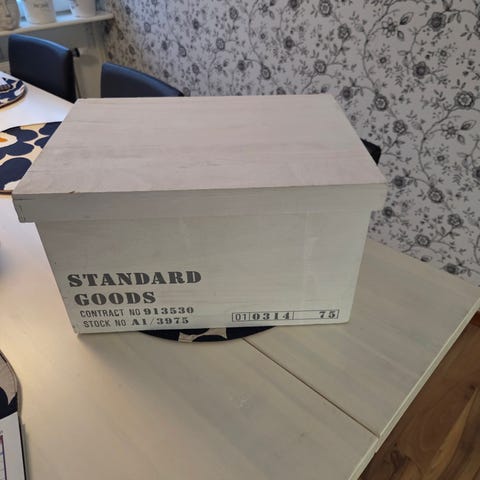 STANDARD
GOODS
CONTRACT NO 913530
STOCK NO A1/3975
01 0314 75